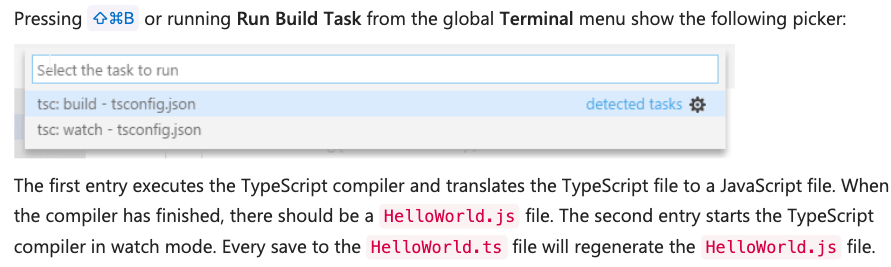 Pressing ⇧⌘B or running Run Build Task from the global Terminal menu show the following picker:
Select the task to run
tsc: build - tsconfig.json detected tasks
tsc: watch - tsconfig.json
The first entry executes the TypeScript compiler and translates the TypeScript file to a JavaScript file. When
the compiler has finished, there should be a HelloWorld.js file. The second entry starts the TypeScript
compiler in watch mode. Every save to the HelloWorld.ts file will regenerate the HelloWorld.js file.